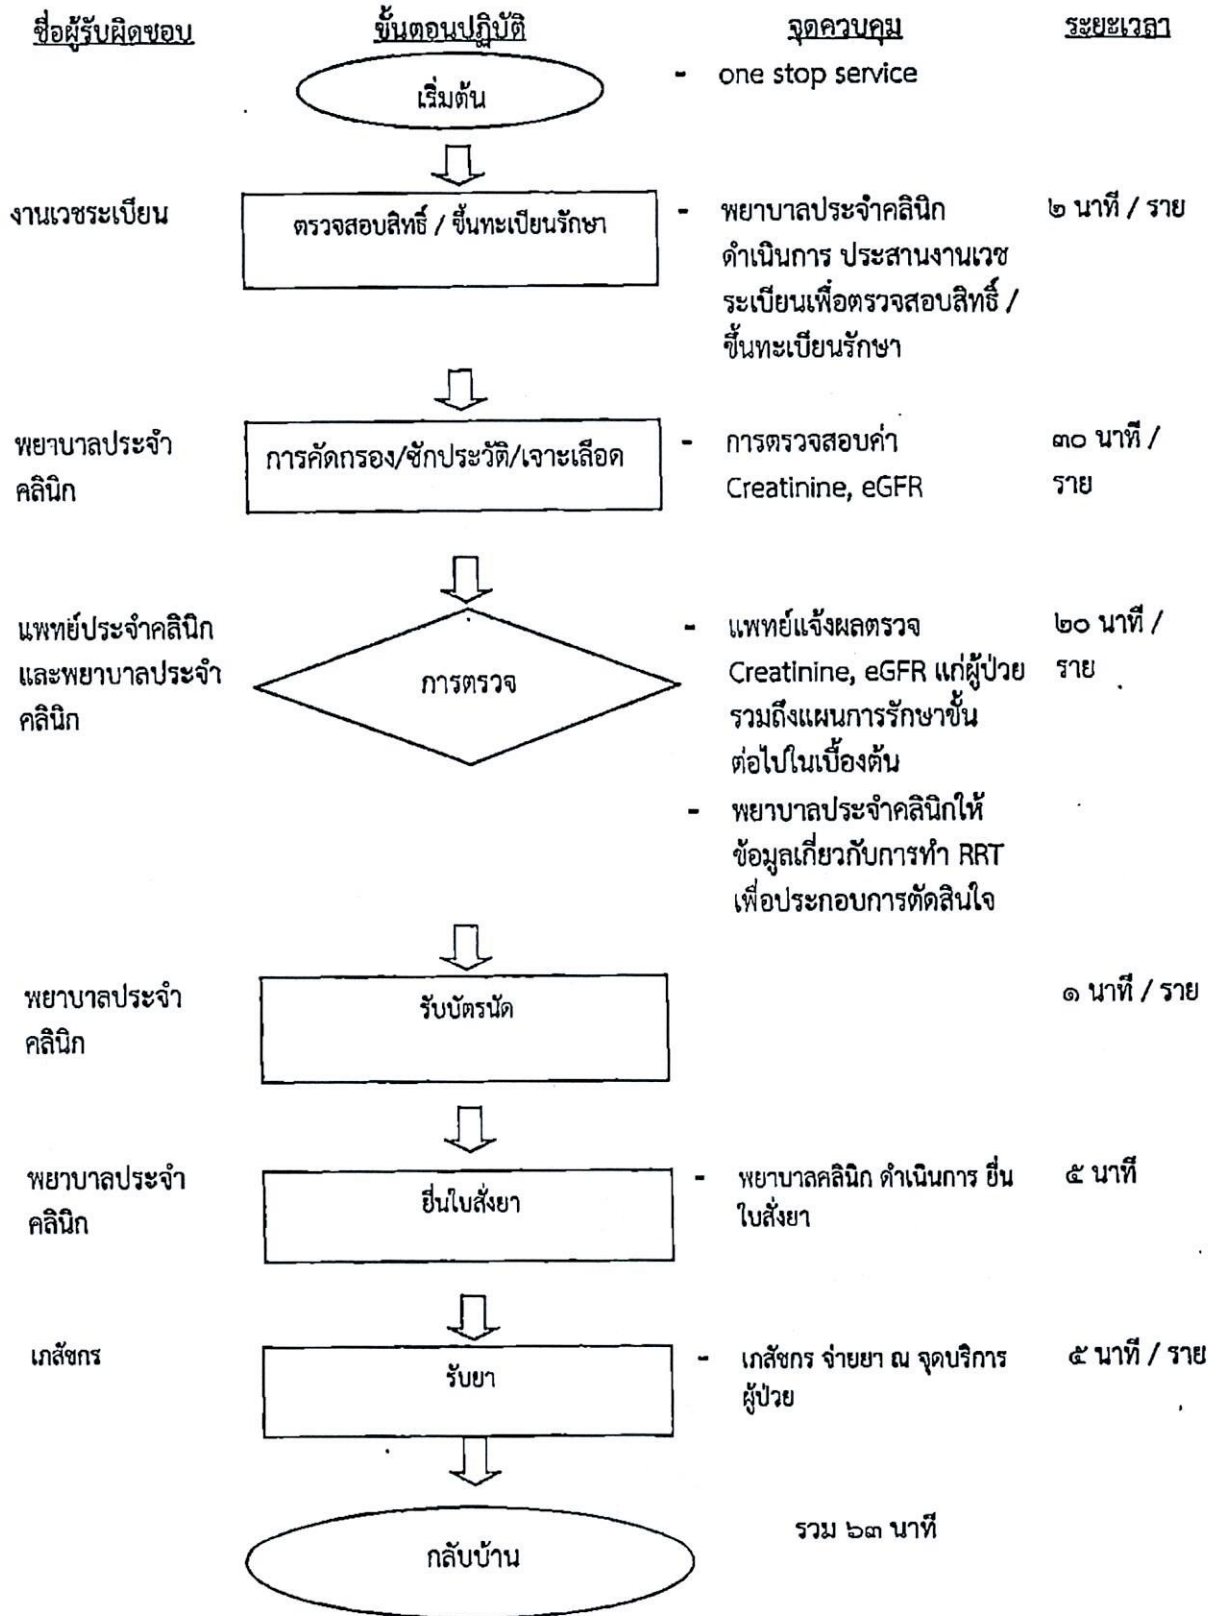 ชื่อผู้รับผิดชอบ
ขั้นตอนปฏิบัติ
จุดควบคุม
ระยะเวลา
เริ่มต้น
- one stop service
งานเวชระเบียน
ตรวจสอบสิทธิ์ / ขึ้นทะเบียนรักษา
- พยาบาลประจำคลินิก
ดำเนินการ ประสานงานเวช
ระเบียนเพื่อตรวจสอบสิทธิ์ /
ขึ้นทะเบียนรักษา
๒ นาที / ราย
พยาบาลประจำ
คลินิก
การคัดกรอง/ซักประวัติ/เจาะเลือด
- การตรวจสอบค่า
Creatinine, eGFR
๓๐ นาที /
ราย
แพทย์ประจำคลินิก
และพยาบาลประจำ
คลินิก
การตรวจ
- แพทย์แจ้งผลตรวจ
Creatinine, eGFR แก่ผู้ป่วย
รวมถึงแผนการรักษาขั้น
ต่อไปในเบื้องต้น
- พยาบาลประจำคลินิกให้
ข้อมูลเกี่ยวกับการทำ RRT
เพื่อประกอบการตัดสินใจ
๒๐ นาที /
ราย
พยาบาลประจำ
คลินิก
รับบัตรนัด
๑ นาที / ราย
พยาบาลประจำ
คลินิก
ยื่นใบสั่งยา
- พยาบาลคลินิก ดำเนินการ ยื่น
ใบสั่งยา
๕ นาที
เภสัชกร
รับยา
- เภสัชกร จ่ายยา ณ จุดบริการ
ผู้ป่วย
๕ นาที / ราย
กลับบ้าน
รวม ๖๓ นาที